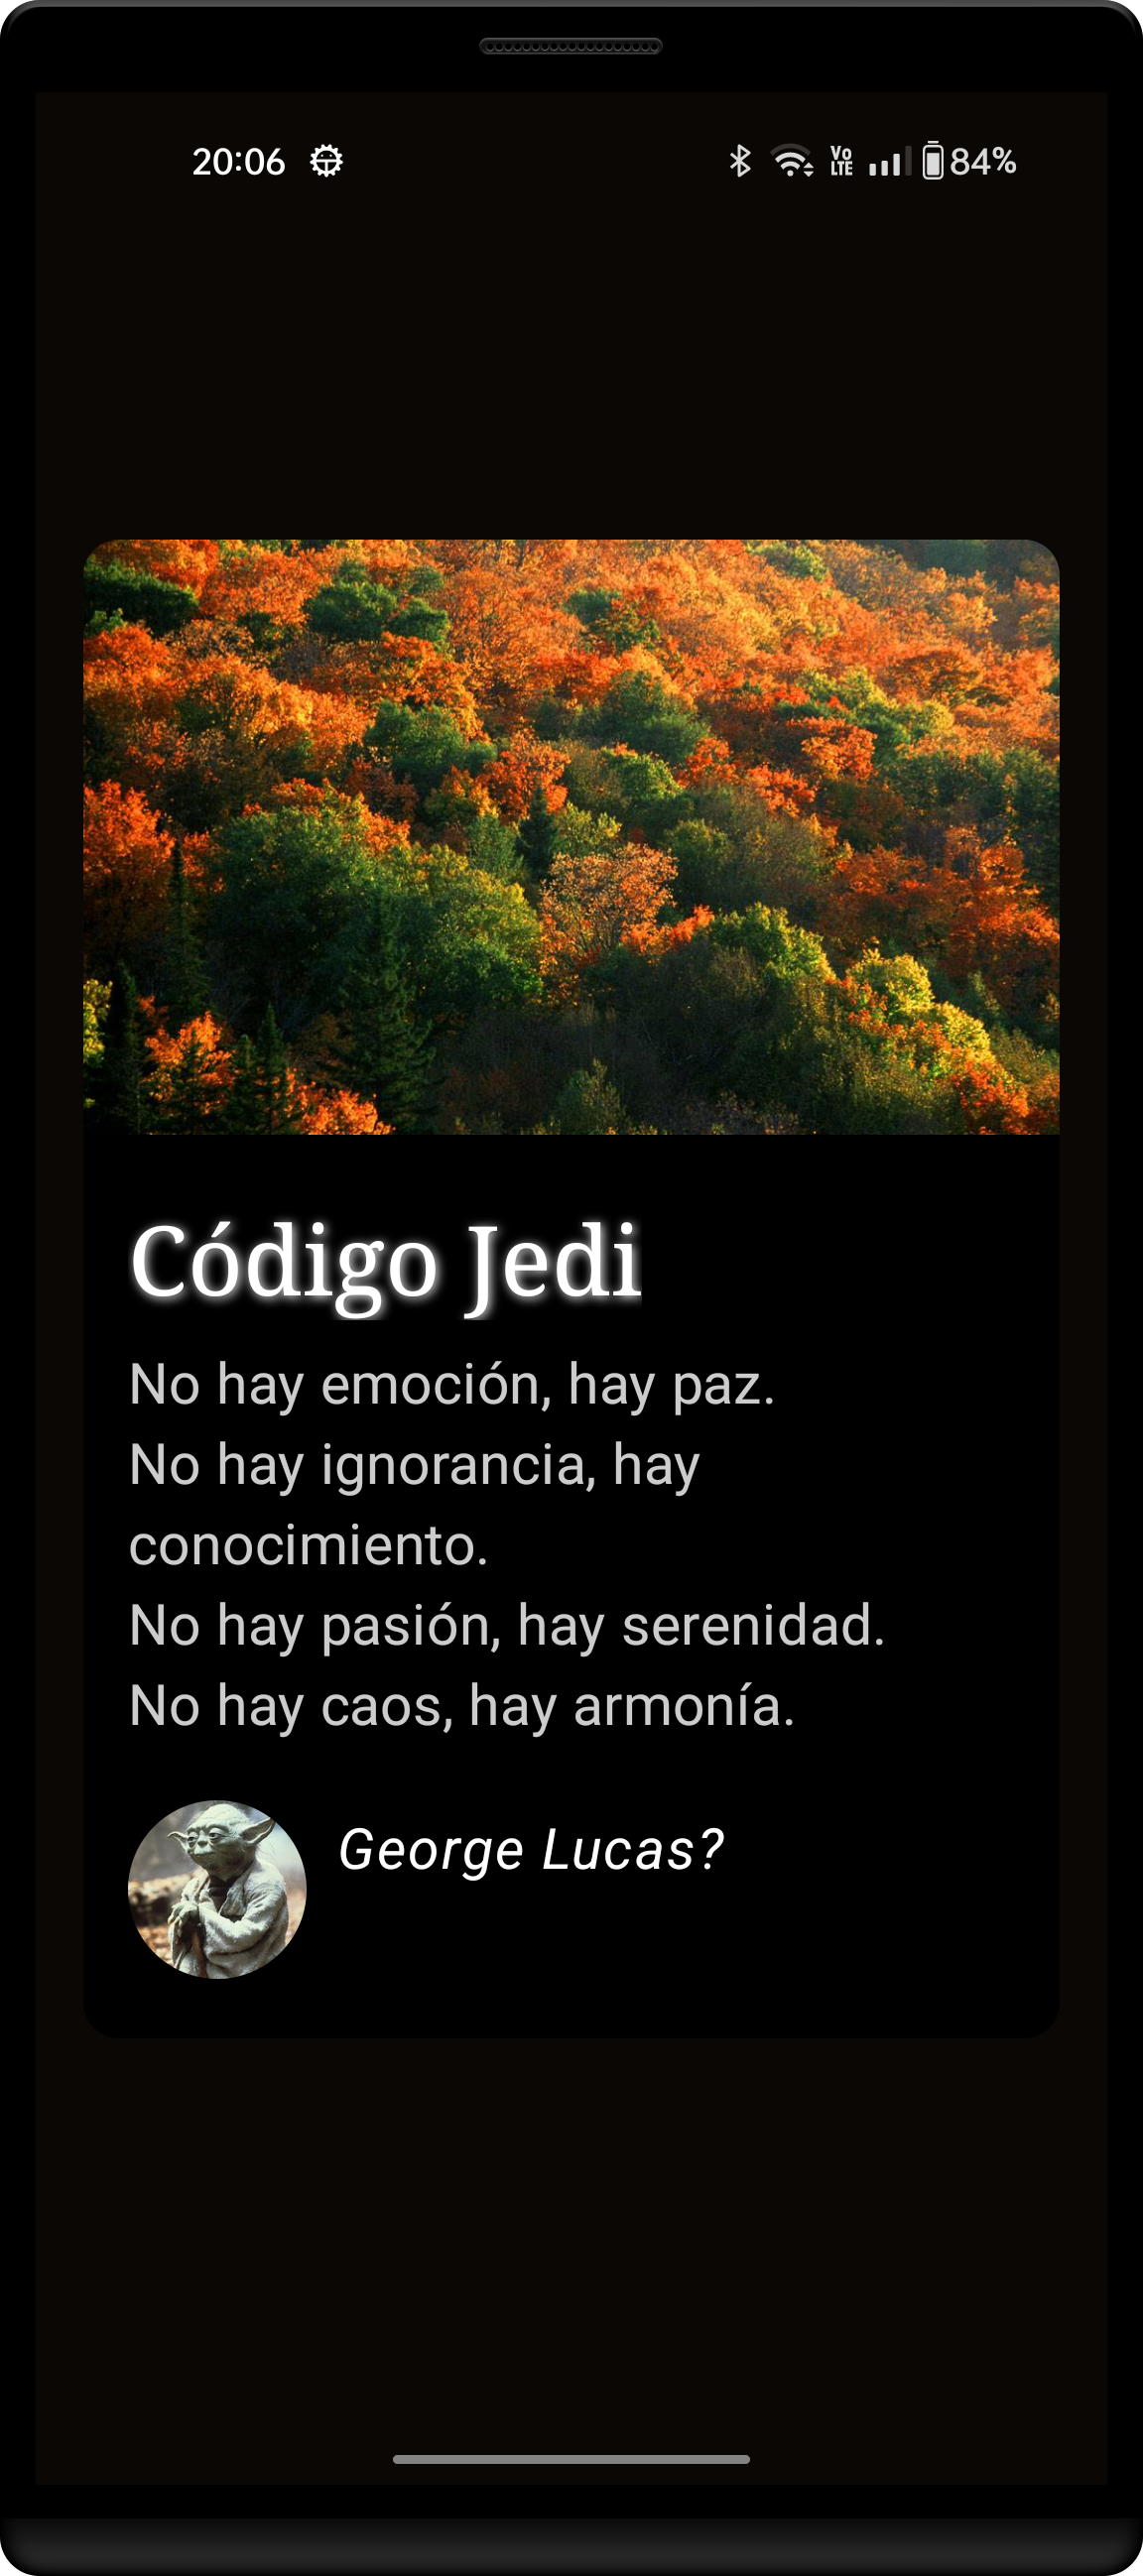 20:06 Vo LTE 84%
Código Jedi
No hay emoción, hay paz.
No hay ignorancia, hay
conocimiento.
No hay pasión, hay serenidad.
No hay caos, hay armonía.
George Lucas?